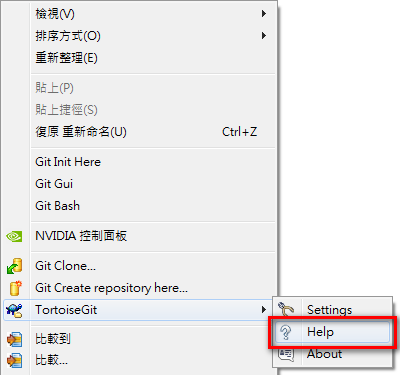 檢視(V)
排序方式(O)
重新整理(E)
貼上(P)
貼上捷徑(S)
復原 重新命名(U) Ctrl+Z
Git Init Here
Git Gui
Git Bash
NVIDIA 控制面板
Git Clone...
Git Create repository here...
TortoiseGit
Settings
Help
About
比較到
比較...